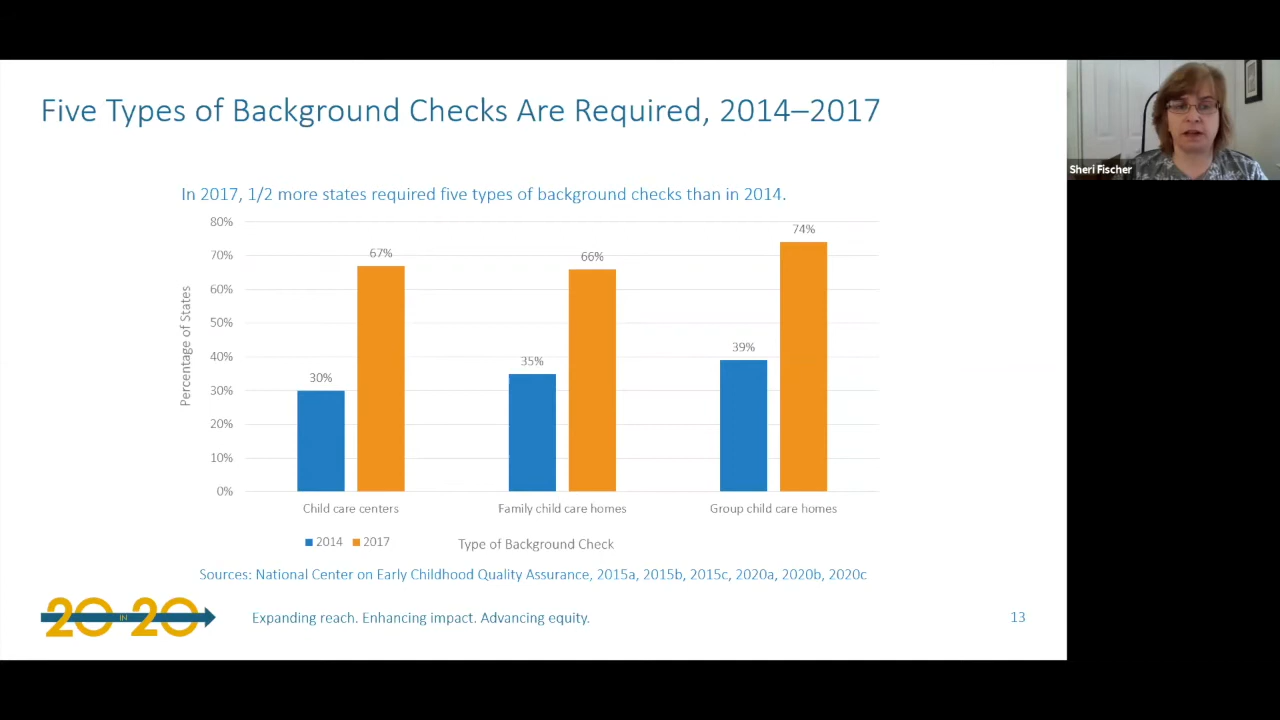 Five Types of Background Checks Are Required, 2014–2017
Sheri Fischer
In 2017, 1/2 more states required five types of background checks than in 2014.
80%
70%
60%
50%
40%
30%
20%
10%
0%
Percentage of States
30%
67%
35%
66%
39%
74%
Child care centers
Family child care homes
Group child care homes
2014
2017
Type of Background Check
Sources: National Center on Early Childhood Quality Assurance, 2015a, 2015b, 2015c, 2020a, 2020b, 2020c
20 IN 20
Expanding reach. Enhancing impact. Advancing equity.
13